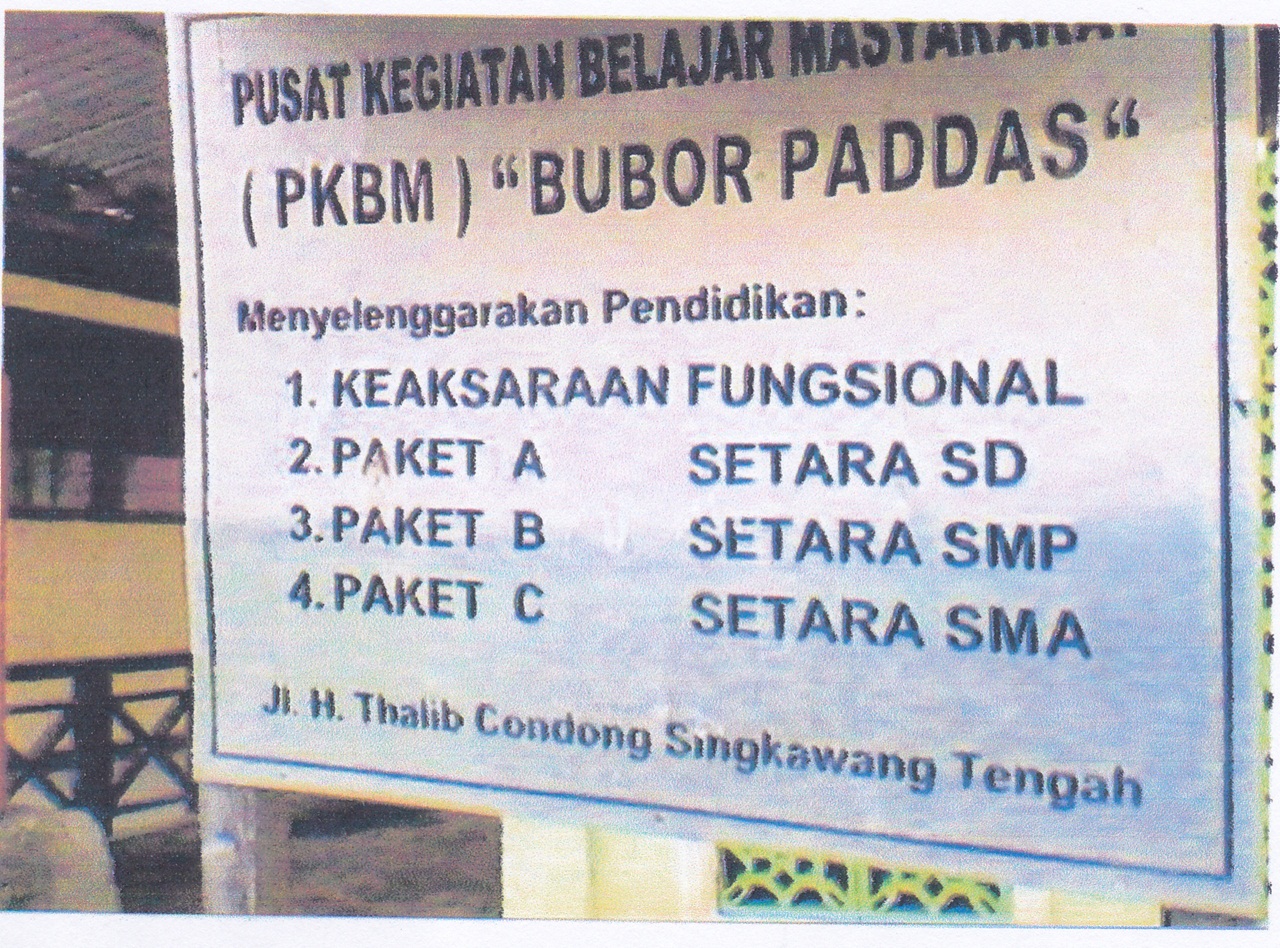 PUSAT KEGIATAN BELAJAR MASYARAKAT
( PKBM ) “BUBOR PADDAS“
Menyelenggarakan Pendidikan :
1. KEAKSARAAN FUNGSIONAL
2. PAKET A SETARA SD
3. PAKET B SETARA SMP
4. PAKET C SETARA SMA
Jl. H. Thalib Condong Singkawang Tengah